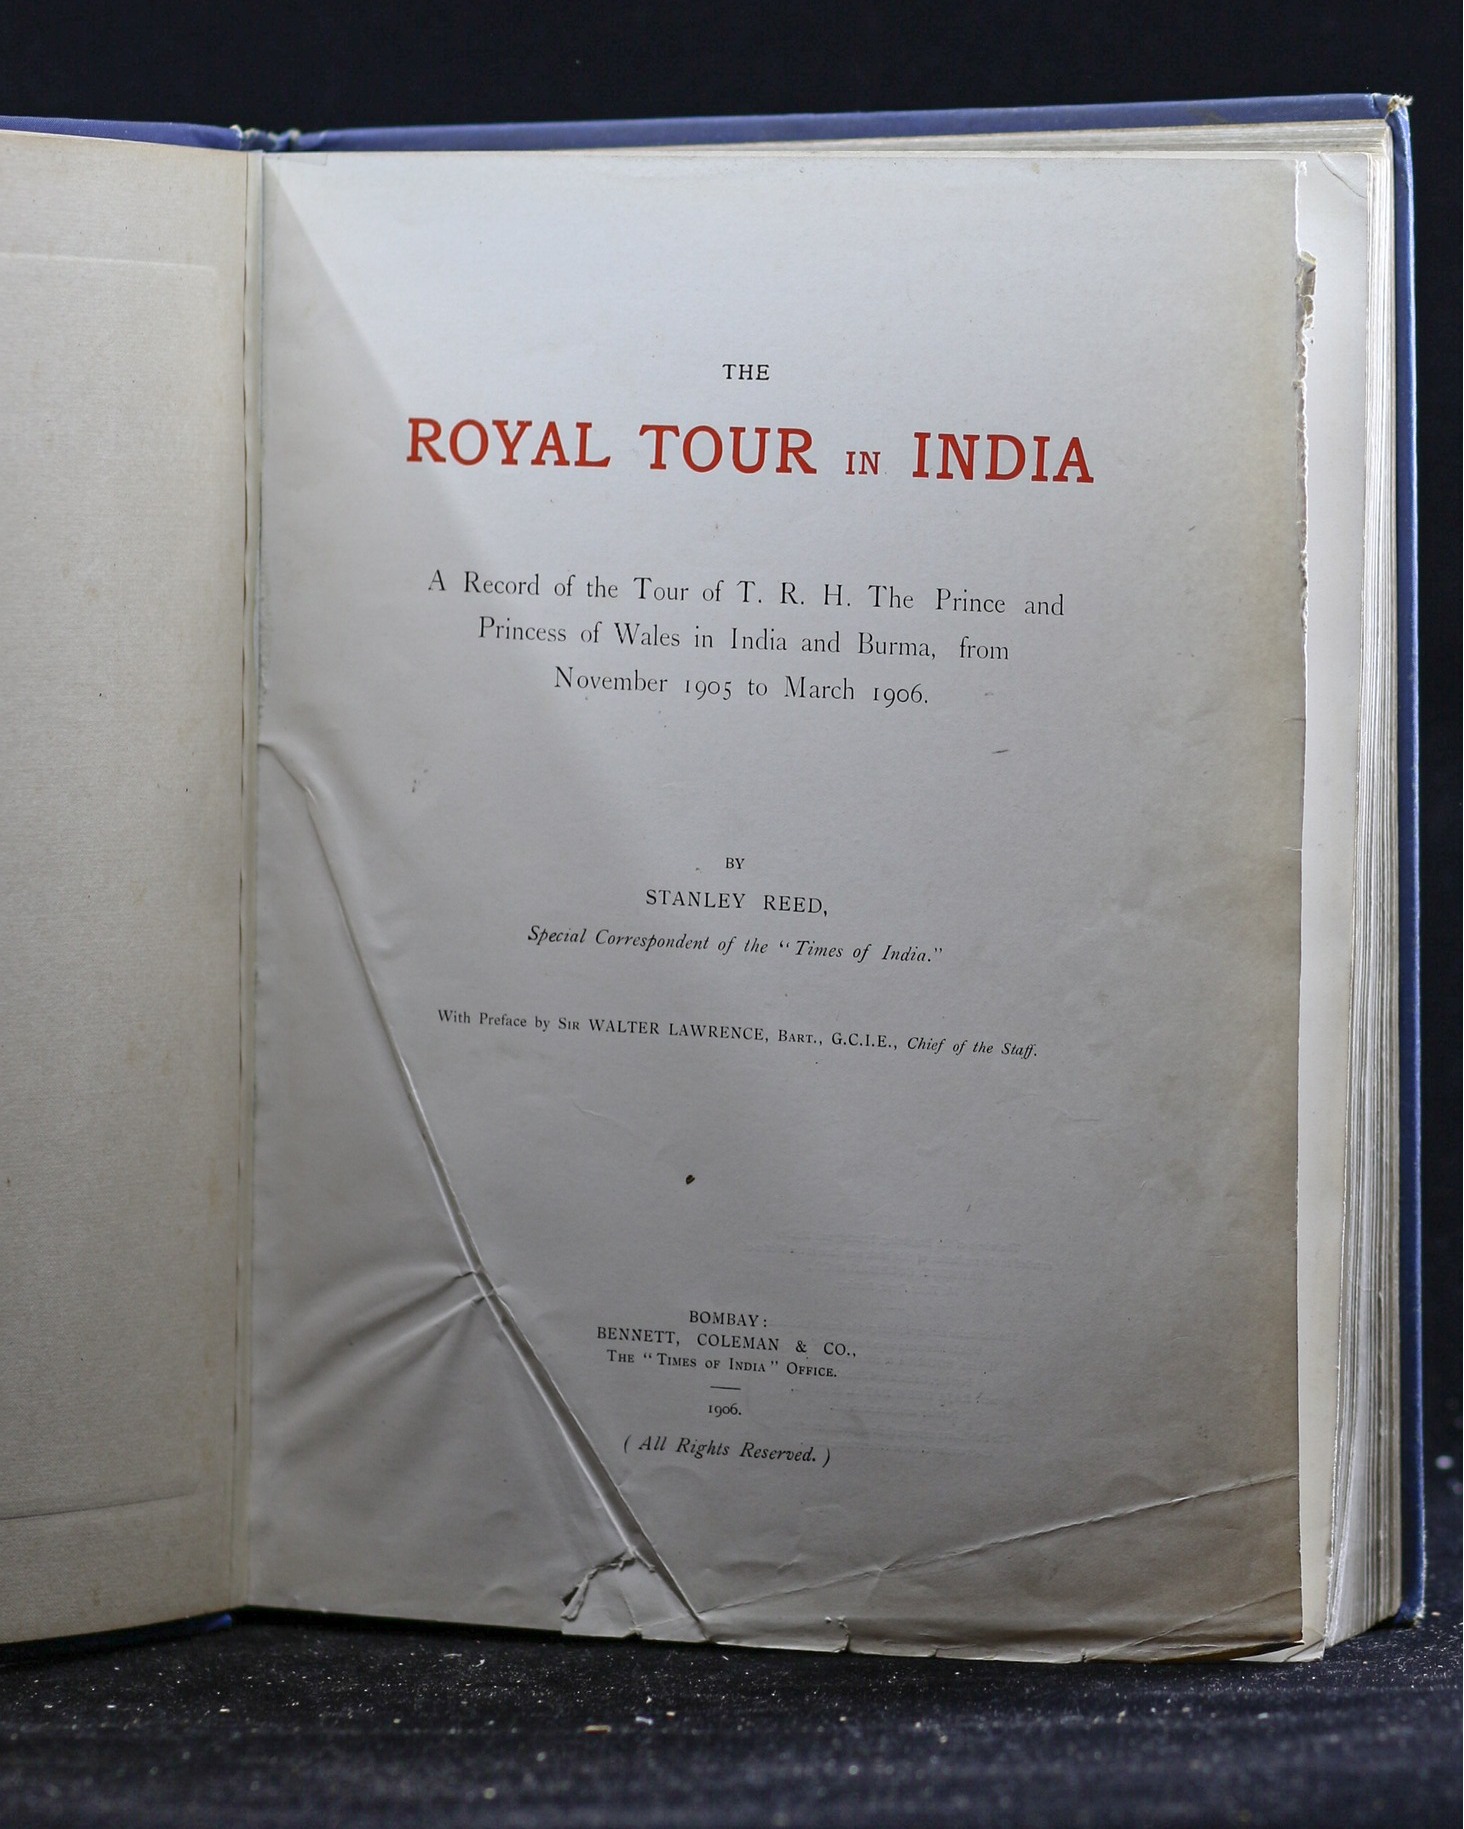 THE
ROYAL TOUR IN INDIA
A Record of the Tour of T. R. H. The Prince and
Princess of Wales in India and Burma, from
November 1905 to March 1906.
BY
STANLEY REED,
Special Correspondent of the “Times of India.”
With Preface by SIR WALTER LAWRENCE, BART., G.C.I.E., Chief of the Staff.
BOMBAY:
BENNETT, COLEMAN & CO.,
THE “TIMES OF INDIA” OFFICE.
1906.
( All Rights Reserved. )